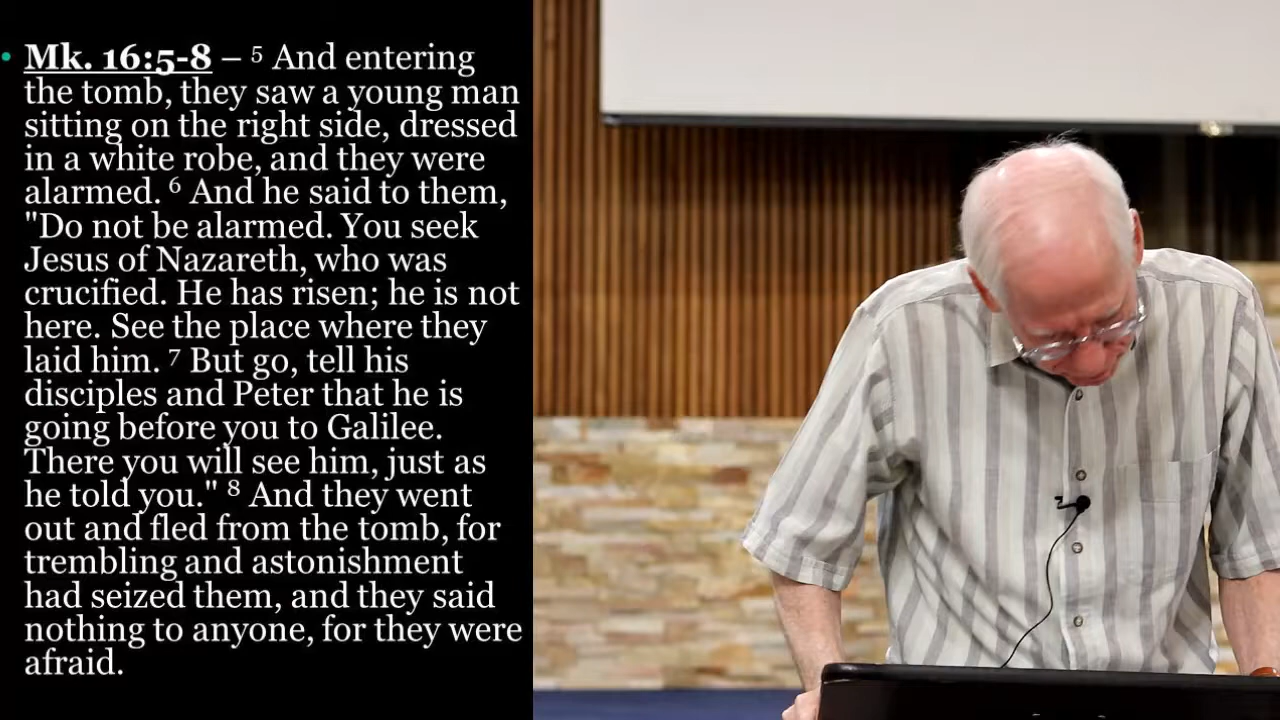 • Mk. 16:5-8 – ⁵ And entering
the tomb, they saw a young man
sitting on the right side, dressed
in a white robe, and they were
alarmed. ⁶ And he said to them,
"Do not be alarmed. You seek
Jesus of Nazareth, who was
crucified. He has risen; he is not
here. See the place where they
laid him. ⁷ But go, tell his
disciples and Peter that he is
going before you to Galilee.
There you will see him, just as
he told you." ⁸ And they went
out and fled from the tomb, for
trembling and astonishment
had seized them, and they said
nothing to anyone, for they were
afraid.